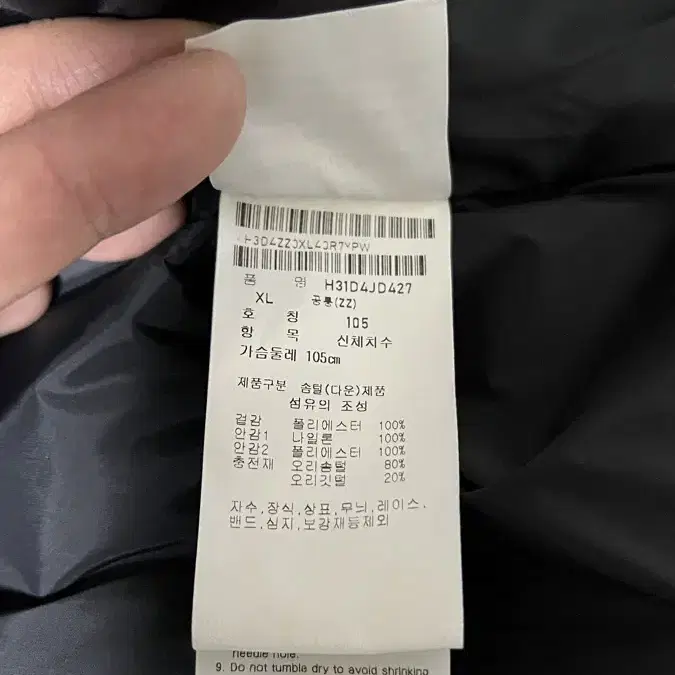 품 명 H31D4JD427
XL 공통(ZZ)
호 칭 105
항 목 신체치수
가슴둘레 105cm
제품구분 솜털(다운)제품
섬유의 조성
겉감 폴리에스터 100%
안감1 나일론 100%
안감2 폴리에스터 100%
충전재 오리솜털 80%
오리깃털 20%
자수,장식,상표,무늬,레이스,
밴드,심지,보강재등제외
needle hole.
9. Do not tumble dry to avoid shrinking